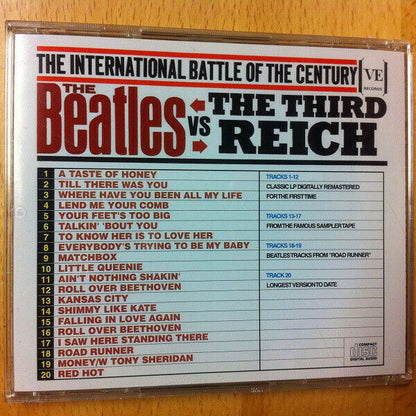 THE INTERNATIONAL BATTLE OF THE CENTURY
VE
RECORDS
THE
Beatles
VS
THE THIRD
REICH
1 A TASTE OF HONEY
2 TILL THERE WAS YOU
3 WHERE HAVE YOU BEEN ALL MY LIFE
4 LEND ME YOUR COMB
5 YOUR FEET'S TOO BIG
6 TALKIN' 'BOUT YOU
7 TO KNOW HER IS TO LOVE HER
8 EVERYBODY'S TRYING TO BE MY BABY
9 MATCHBOX
10 LITTLE QUEENIE
11 AIN'T NOTHING SHAKIN'
12 ROLL OVER BEETHOVEN
13 KANSAS CITY
14 SHIMMY LIKE KATE
15 FALLING IN LOVE AGAIN
16 ROLL OVER BEETHOVEN
17 I SAW HERE STANDING THERE
18 ROAD RUNNER
19 MONEY/W TONY SHERIDAN
20 RED HOT
TRACKS 1-12
CLASSIC LP DIGITALLY REMASTERED
FOR THE FIRSTTIME
TRACKS 13-17
FROM THE FAMOUS SAMPLER TAPE
TRACKS 18-19
BEATLES TRACKS FROM "ROAD RUNNER"
TRACK 20
LONGEST VERSION TO DATE
COMPACT
disc
DIGITAL AUDIO